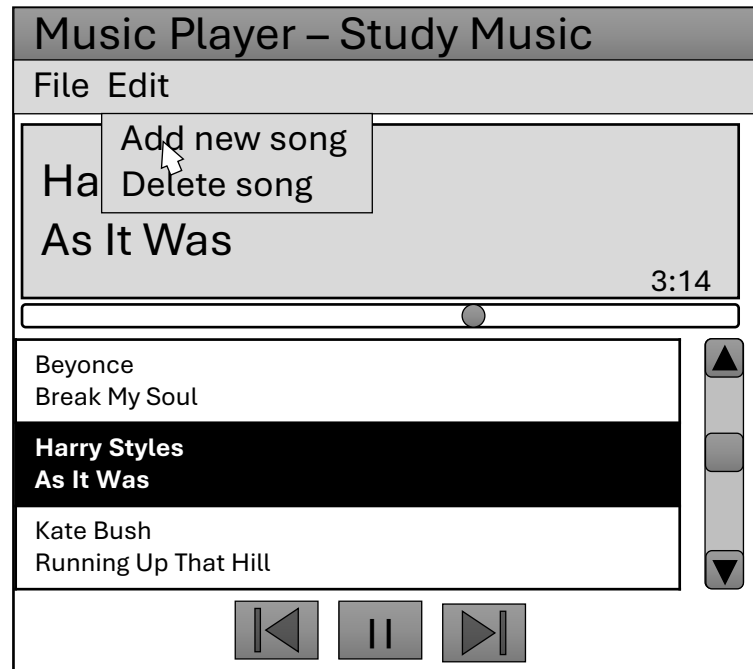 Music Player – Study Music
File Edit
Add new song
Ha
Delete song
As It Was
3:14
Beyonce
Break My Soul
Harry Styles
As It Was
Kate Bush
Running Up That Hill